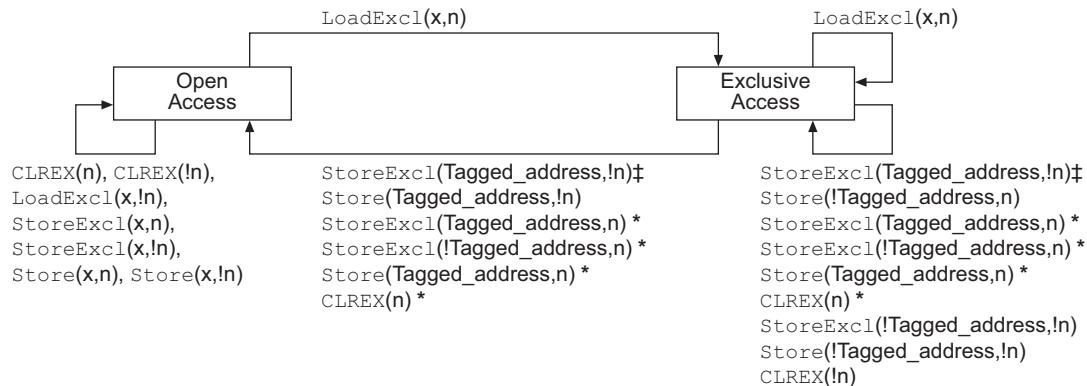 LoadExcl(x,n)
LoadExcl(x,n)
Open
Access
Exclusive
Access
CLREX(n), CLREX(!n),
LoadExcl(x,!n),
StoreExcl(x,n),
StoreExcl(x,!n),
Store(x,n), Store(x,!n)
StoreExcl(Tagged_address,!n)‡
Store(Tagged_address,!n)
StoreExcl(Tagged_address,n) *
StoreExcl(!Tagged_address,n) *
Store(Tagged_address,n) *
CLREX(n) *
StoreExcl(Tagged_address,!n)‡
Store(!Tagged_address,n)
StoreExcl(Tagged_address,n) *
StoreExcl(!Tagged_address,n) *
Store(Tagged_address,n) *
CLREX(n) *
StoreExcl(!Tagged_address,!n)
Store(!Tagged_address,!n)
CLREX(!n)